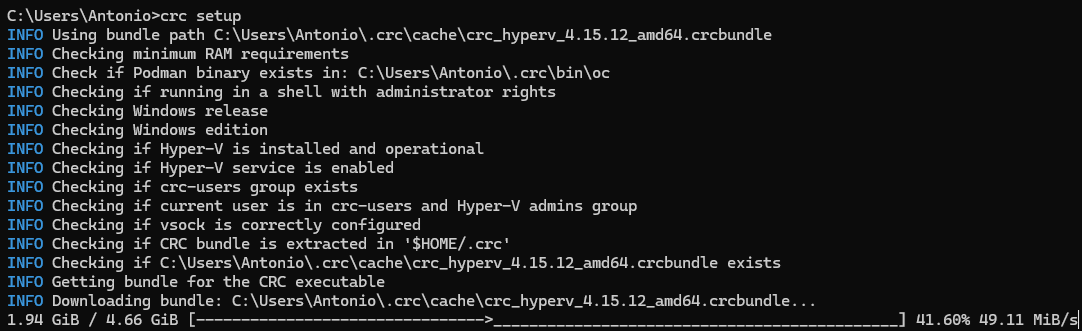 C:\Users\Antonio>crc setup
INFO Using bundle path C:\Users\Antonio\.crc\cache\crc_hyperv_4.15.12_amd64.crcbundle
INFO Checking minimum RAM requirements
INFO Check if Podman binary exists in: C:\Users\Antonio\.crc\bin\oc
INFO Checking if running in a shell with administrator rights
INFO Checking Windows release
INFO Checking Windows edition
INFO Checking if Hyper-V is installed and operational
INFO Checking if Hyper-V service is enabled
INFO Checking if crc-users group exists
INFO Checking if current user is in crc-users and Hyper-V admins group
INFO Checking if vsock is correctly configured
INFO Checking if CRC bundle is extracted in '$HOME/.crc'
INFO Checking if C:\Users\Antonio\.crc\cache\crc_hyperv_4.15.12_amd64.crcbundle exists
INFO Getting bundle for the CRC executable
INFO Downloading bundle: C:\Users\Antonio\.crc\cache\crc_hyperv_4.15.12_amd64.crcbundle...
1.94 GiB / 4.66 GiB [-------------------------------->_____________________________________________] 41.60% 49.11 MiB/s